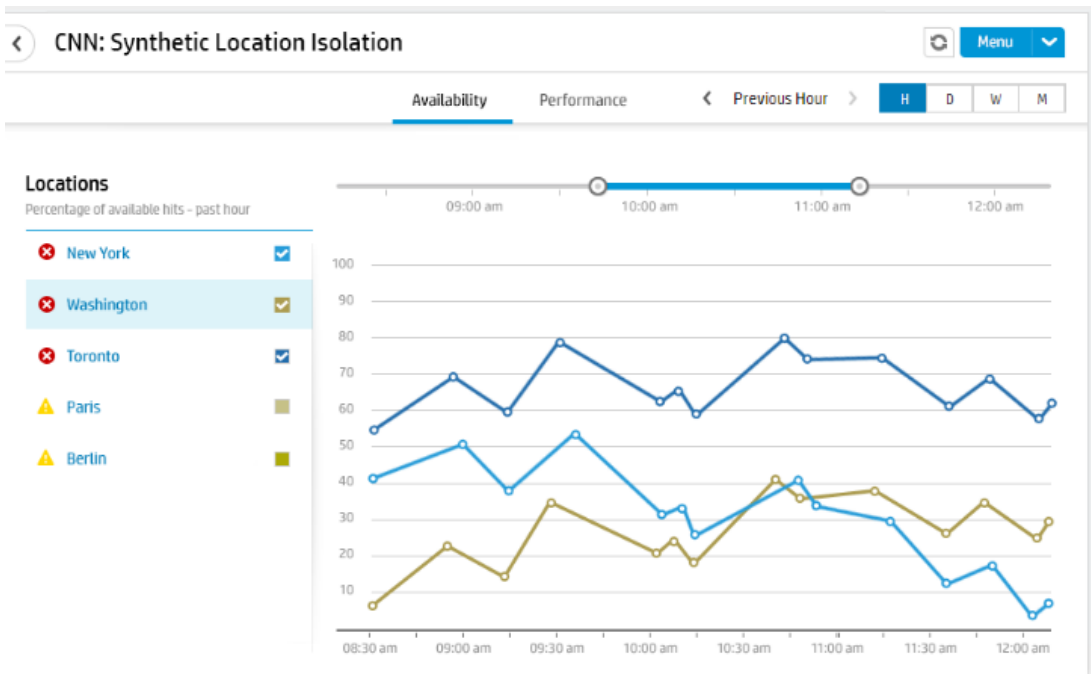 CNN: Synthetic Location Isolation
Menu
Availability Performance Previous Hour H D W M
Locations
Percentage of available hits - past hour
09:00 am 10:00 am 11:00 am 12:00 am
New York
Washington
Toronto
Paris
Berlin
100
90
80
70
60
50
40
30
20
10
08:30 am 09:00 am 09:30 am 10:00 am 10:30 am 11:00 am 11:30 am 12:00 am